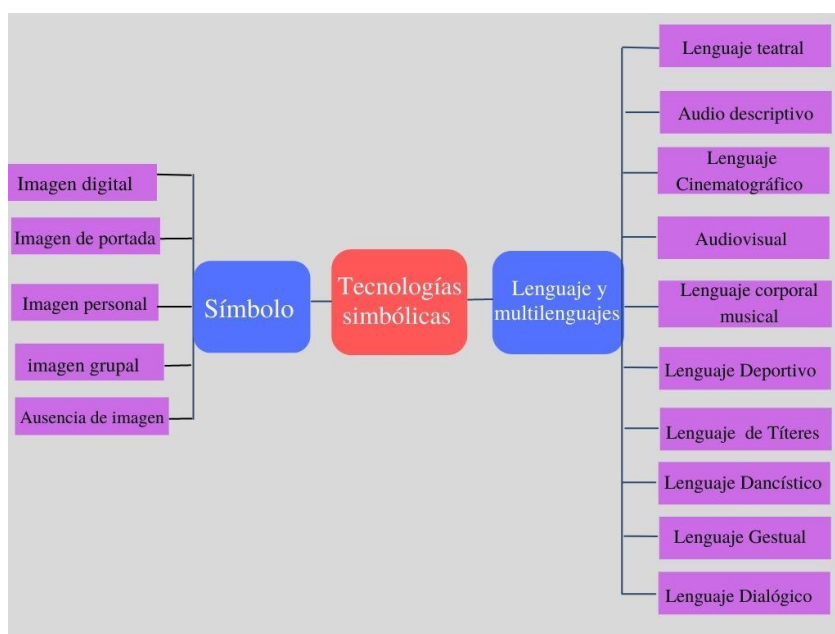 Imagen digital
Imagen de portada
Imagen personal
imagen grupal
Ausencia de imagen
Símbolo
Tecnologías
simbólicas
Lenguaje y
multilenguajes
Lenguaje teatral
Audio descriptivo
Lenguaje
Cinematográfico
Audiovisual
Lenguaje corporal
musical
Lenguaje Deportivo
Lenguaje de Títeres
Lenguaje Dancístico
Lenguaje Gestual
Lenguaje Dialógico